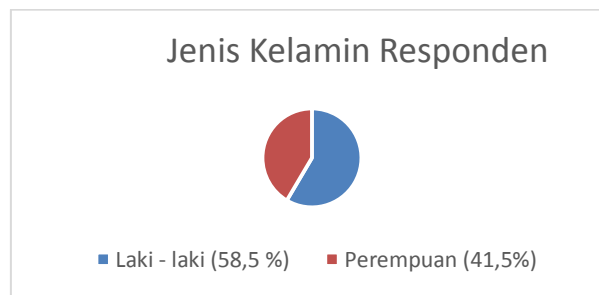 Jenis Kelamin Responden
Laki - laki (58,5 %) Perempuan (41,5%)